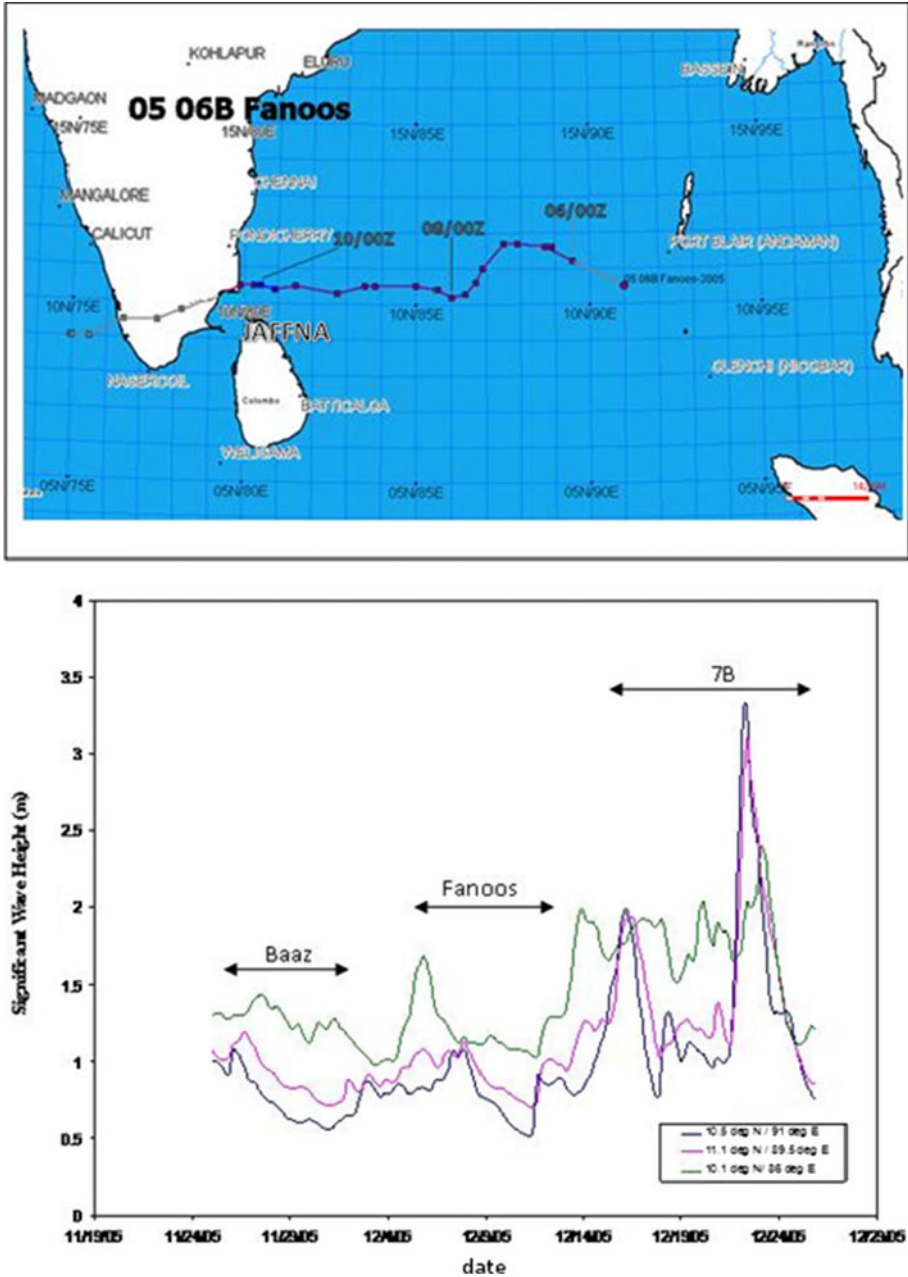 KOHLAPUR
ELURU
BASSEIN
MADGAON
05 06B Fanoos
15N/75E
15N/80E
15N/85E
15N/90E
15N/95E
CHENNAI
MANGALORE
CALICUT
PONDICHERRY
10/00Z
08/00Z
06/00Z
PORT BLAIR (ANDAMAN)
05 06B Fanoos-2005
10N/75E
10N/80E
10N/85E
10N/90E
10N/95E
JAFFNA
NAGERCOIL
OLENCHI (NICOBAR)
Colombo
BATTICALOA
WELIGAMA
05N/75E
05N/80E
05N/85E
05N/90E
05N/95E
4
3.5
3
2.5
2
1.5
1
0.5
0
Significant Wave Height (m)
7B
Fanoos
Baaz
10.5 deg N / 91 deg E
11.1 deg N / 89.5 deg E
10.1 deg N / 86 deg E
11/19/05
11/24/05
11/29/05
12/4/05
12/9/05
12/14/05
12/19/05
12/24/05
12/29/05
date